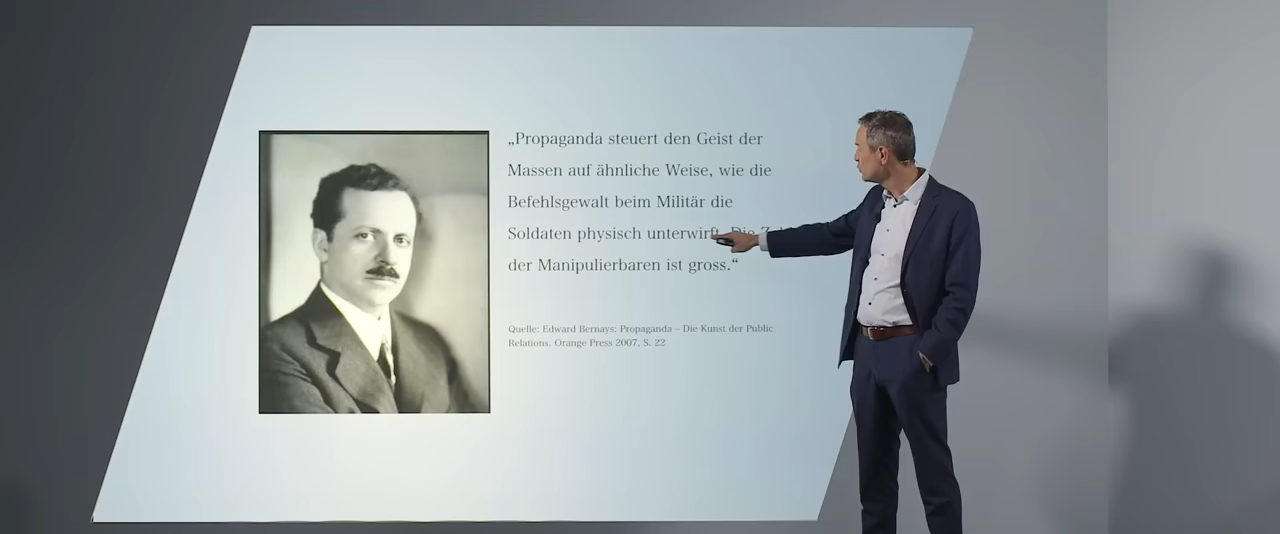 „Propaganda steuert den Geist der
Massen auf ähnliche Weise, wie die
Befehlsgewalt beim Militär die
Soldaten physisch unterwirft. Die
der Manipulierbaren ist gross.“
Quelle: Edward Bernays: Propaganda – Die Kunst der Public
Relations. Orange Press 2007, S. 22